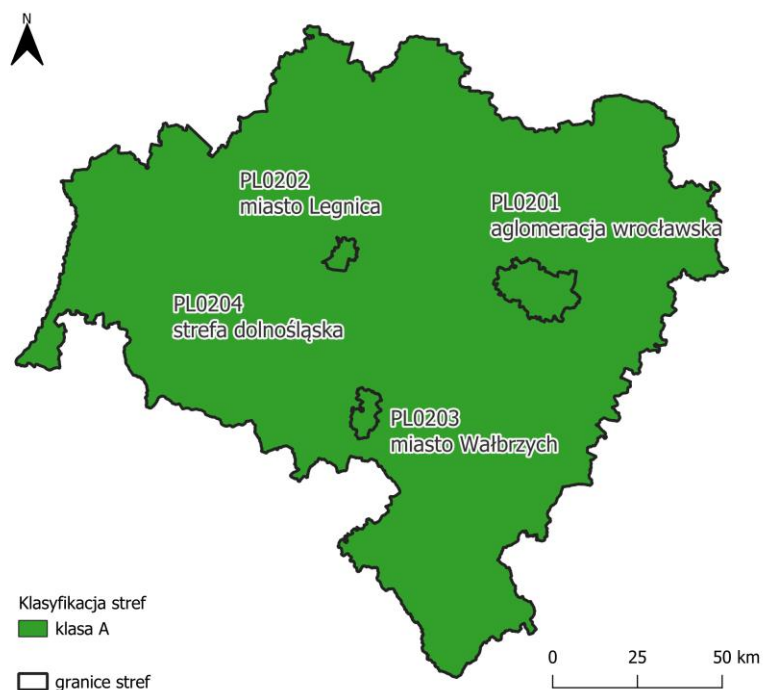 N
PL0202
miasto Legnica
PL0201
aglomeracja wrocławska
PL0204
strefa dolnośląska
PL0203
miasto Wałbrzych
Klasyfikacja stref
klasa A
granice stref
0 25 50 km